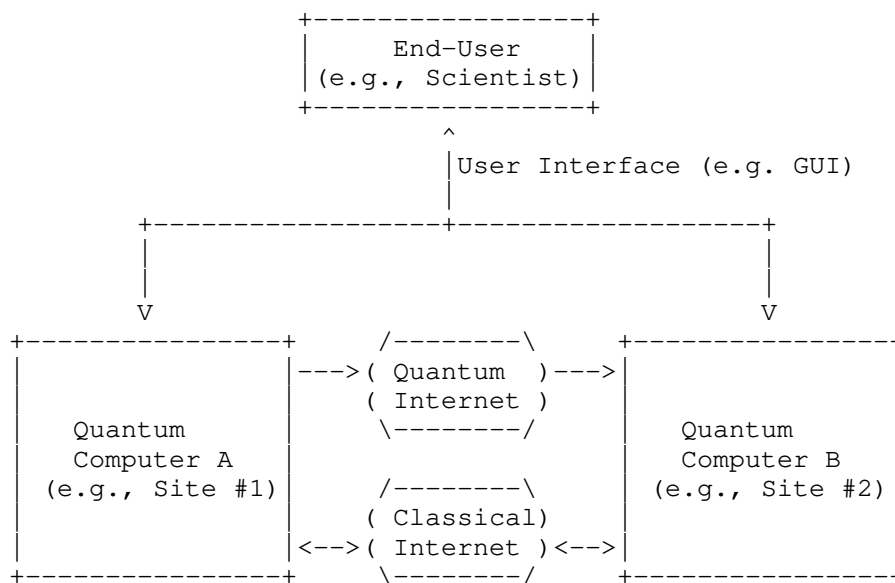 End-User
(e.g., Scientist)
User Interface (e.g. GUI)
Quantum
Internet
Quantum
Computer A
(e.g., Site #1)
Quantum
Computer B
(e.g., Site #2)
Classical
Internet